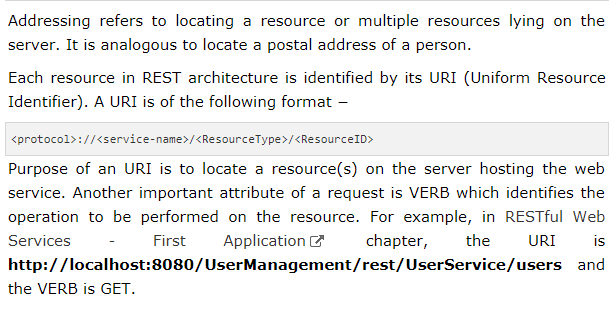 Addressing refers to locating a resource or multiple resources lying on the
server. It is analogous to locate a postal address of a person.
Each resource in REST architecture is identified by its URI (Uniform Resource
Identifier). A URI is of the following format −
<protocol>://<service-name>/<ResourceType>/<ResourceID>
Purpose of an URI is to locate a resource(s) on the server hosting the web
service. Another important attribute of a request is VERB which identifies the
operation to be performed on the resource. For example, in RESTful Web
Services - First Application chapter, the URI is
http://localhost:8080/UserManagement/rest/UserService/users and
the VERB is GET.